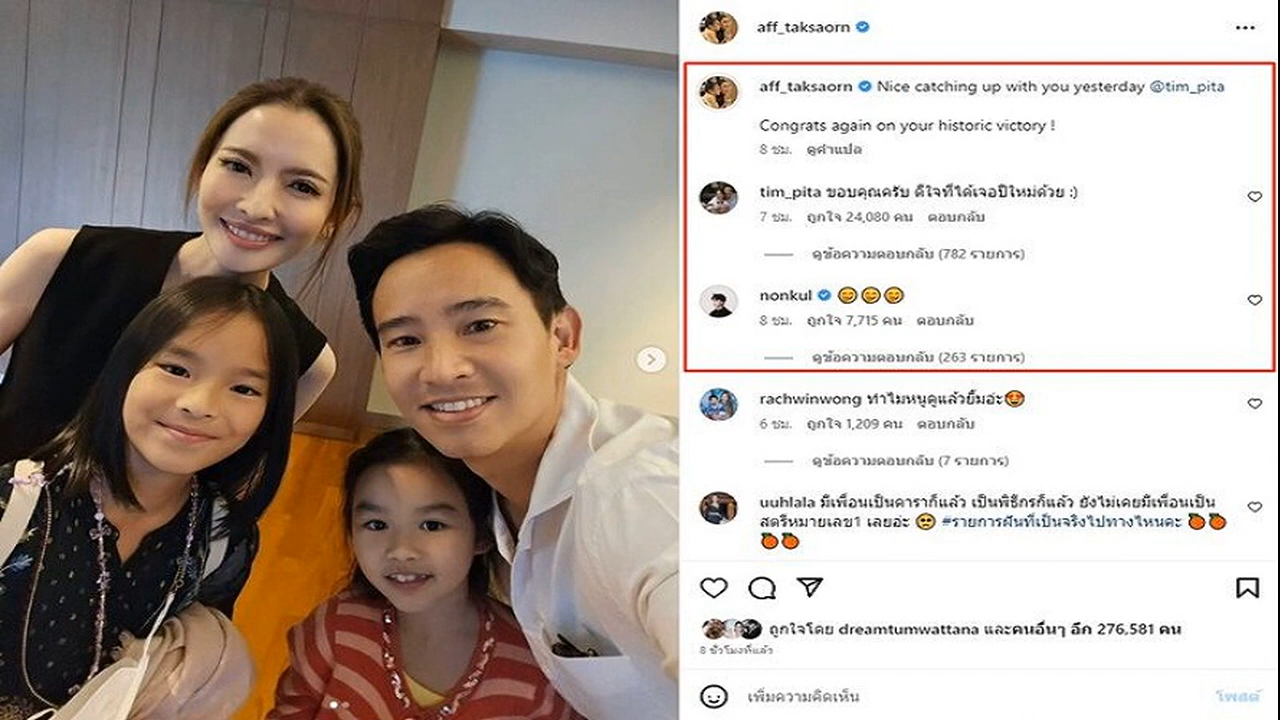 aff_taksaorn
aff_taksaorn Nice catching up with you yesterday @tim_pita
Congrats again on your historic victory !
8 ชม. ดูคำแปล
tim_pita ขอบคุณครับ ดีใจที่ได้เจอปีใหม่ด้วย :)
7 ชม. ถูกใจ 24,080 คน ตอบกลับ
ดูข้อความตอบกลับ (782 รายการ)
nonkul 😊😊😊
8 ชม. ถูกใจ 7,715 คน ตอบกลับ
ดูข้อความตอบกลับ (263 รายการ)
rachwinwong ทำไมหนูดูแล้วยิ้มอ่ะ🤩
6 ชม. ถูกใจ 1,209 คน ตอบกลับ
ดูข้อความตอบกลับ (7 รายการ)
uuhlala มีเพื่อนเป็นดาราก็แล้ว เป็นพิธีกรก็แล้ว ยังไม่เคยมีเพื่อนเป็น
สตรีหมายเลข1 เลยอ่ะ 🥺 #รายการฝันที่เป็นจริงไปทางไหนคะ 🍊🍊
🍊🍊
ถูกใจโดย dreamtumwattana และคนอื่นๆ อีก 276,581 คน
8 ชั่วโมงที่แล้ว
เพิ่มความคิดเห็น
โพสต์